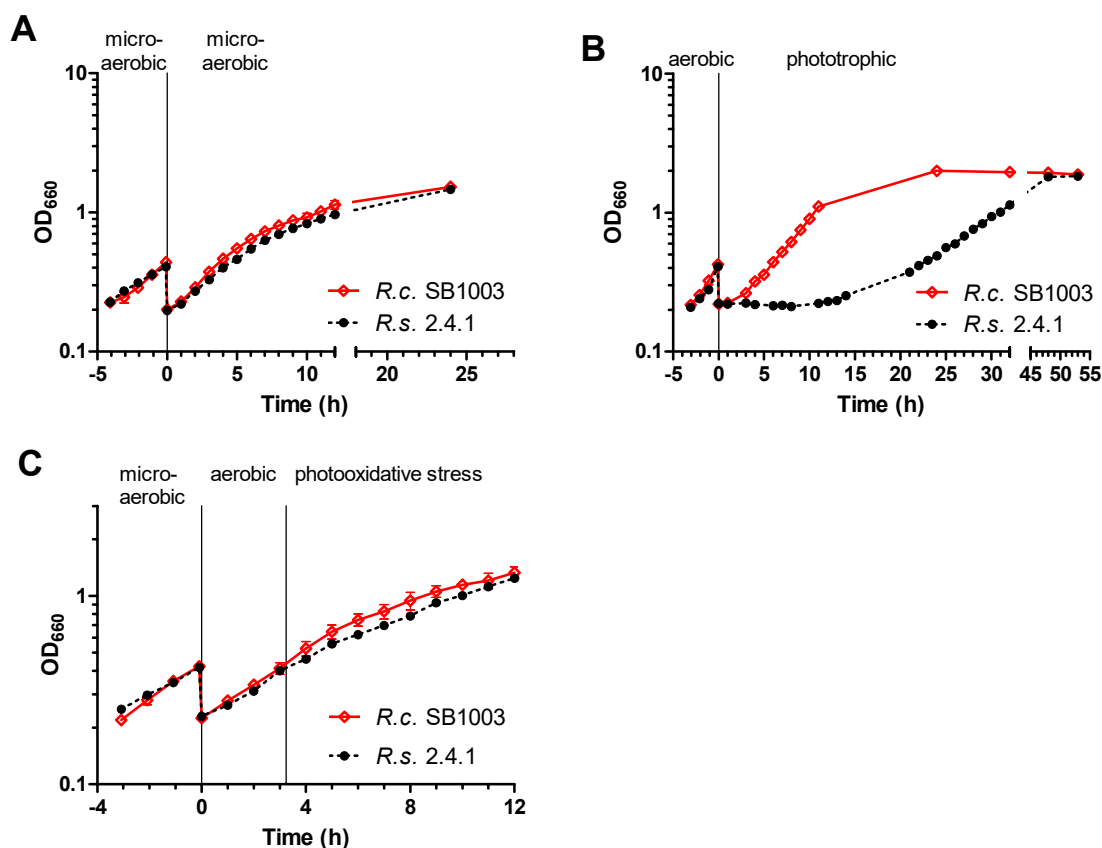 A
micro-
aerobic
micro-
aerobic
10
1
0.1
OD660
-5 0 5 10 20 25
Time (h)
R.c. SB1003
R.s. 2.4.1
B
aerobic
phototrophic
10
1
0.1
OD660
-5 0 5 10 15 20 25 30 45 50 55
Time (h)
R.c. SB1003
R.s. 2.4.1
C
micro-
aerobic
aerobic
photooxidative stress
1
0.1
OD660
-4 0 4 8 12
Time (h)
R.c. SB1003
R.s. 2.4.1